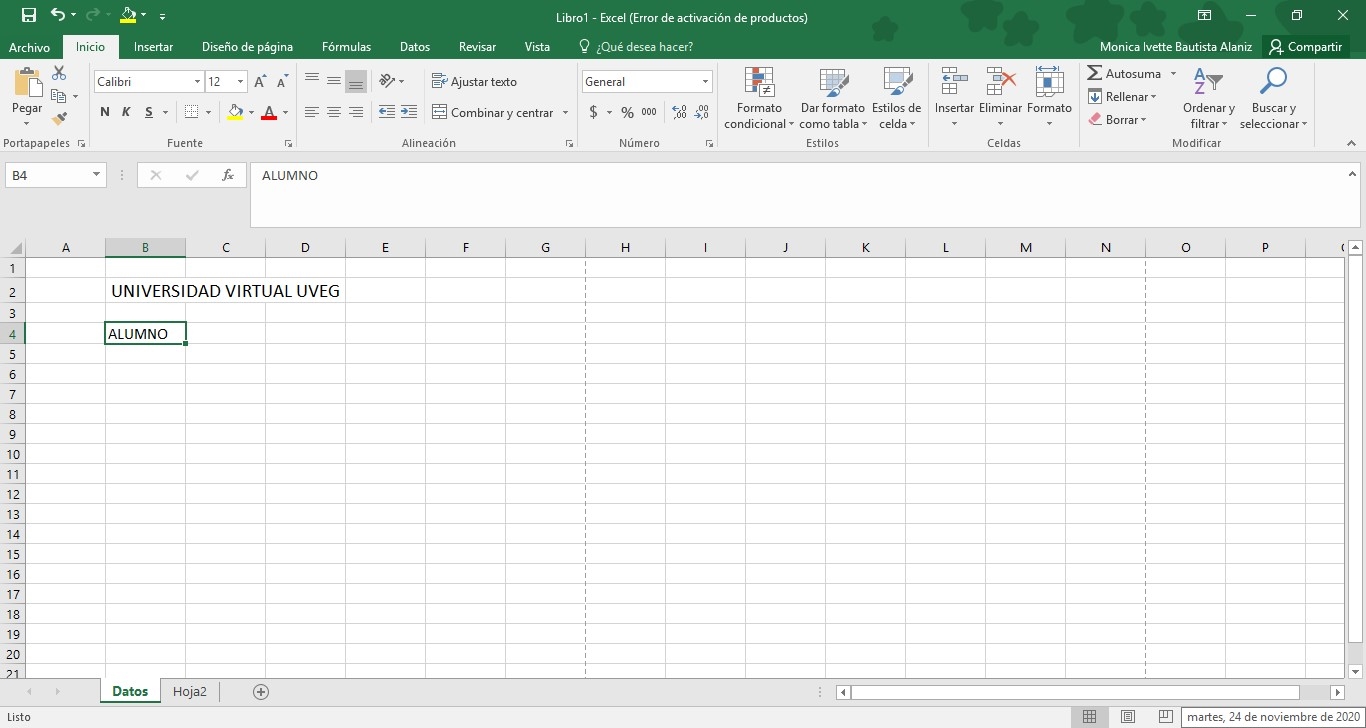 Libro1 - Excel (Error de activación de productos)
Archivo Inicio Insertar Diseño de página Fórmulas Datos Revisar Vista ¿Qué desea hacer? Monica Ivette Bautista Alaniz Compartir
Pegar
Calibri 12 A A
N K S A
Ajustar texto
Combinar y centrar
General
$ % 000 ,00 ,00
Formato condicional
Dar formato como tabla
Estilos de celda
Insertar Eliminar Formato
Autosuma
Rellenar
Borrar
Ordenar y filtrar
Buscar y seleccionar
Portapapeles Fuente Alineación Número Estilos Celdas Modificar
B4 fx ALUMNO
A B C D E F G H I J K L M N O P
1
2 UNIVERSIDAD VIRTUAL UVEG
3
4 ALUMNO
5
6
7
8
9
10
11
12
13
14
15
16
17
18
19
20
21
Datos Hoja2
Listo martes, 24 de noviembre de 2020